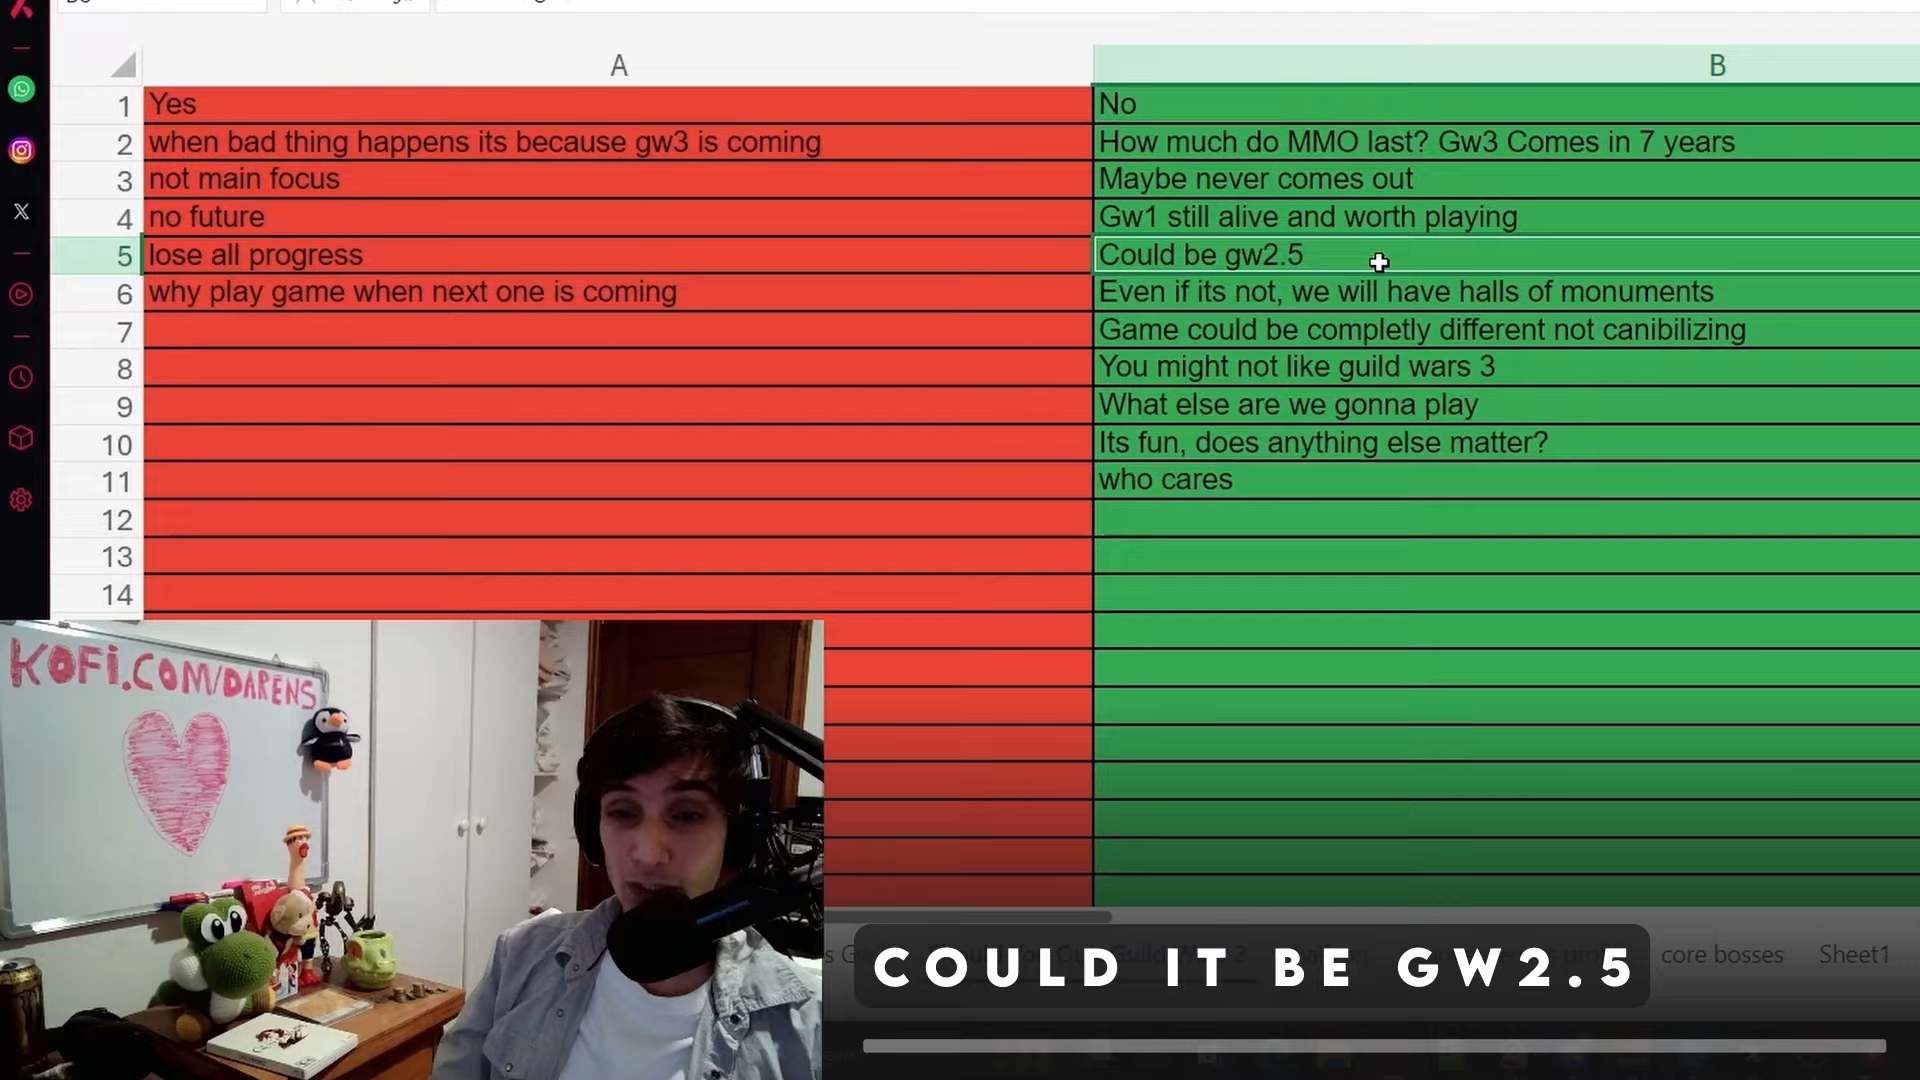 A
B
1
Yes
No
2
when bad thing happens its because gw3 is coming
How much do MMO last? Gw3 Comes in 7 years
3
not main focus
Maybe never comes out
4
no future
Gw1 still alive and worth playing
5
lose all progress
Could be gw2.5
6
why play game when next one is coming
Even if its not, we will have halls of monuments
7
Game could be completly different not canibilizing
8
You might not like guild wars 3
9
What else are we gonna play
10
Its fun, does anything else matter?
11
who cares
12
13
14
KOFI.COM/DARENS
COULD IT BE GW2.5
core bosses
Sheet1